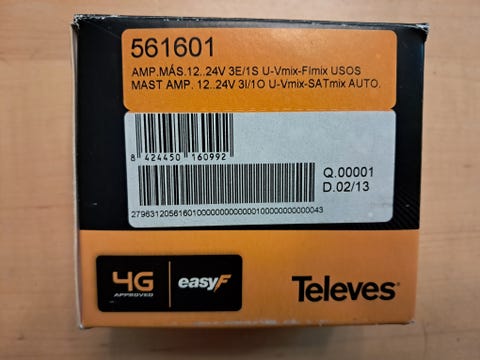 561601
AMP.MÁS.12..24V 3E/1S U-Vmix-FImix USOS
MAST AMP. 12..24V 3I/1O U-Vmix-SATmix AUTO.
8 424450 160992
Q.00001
D.02/13
27963120561601000000000000010000000000043
4G
APPROVED
easyF
Televes